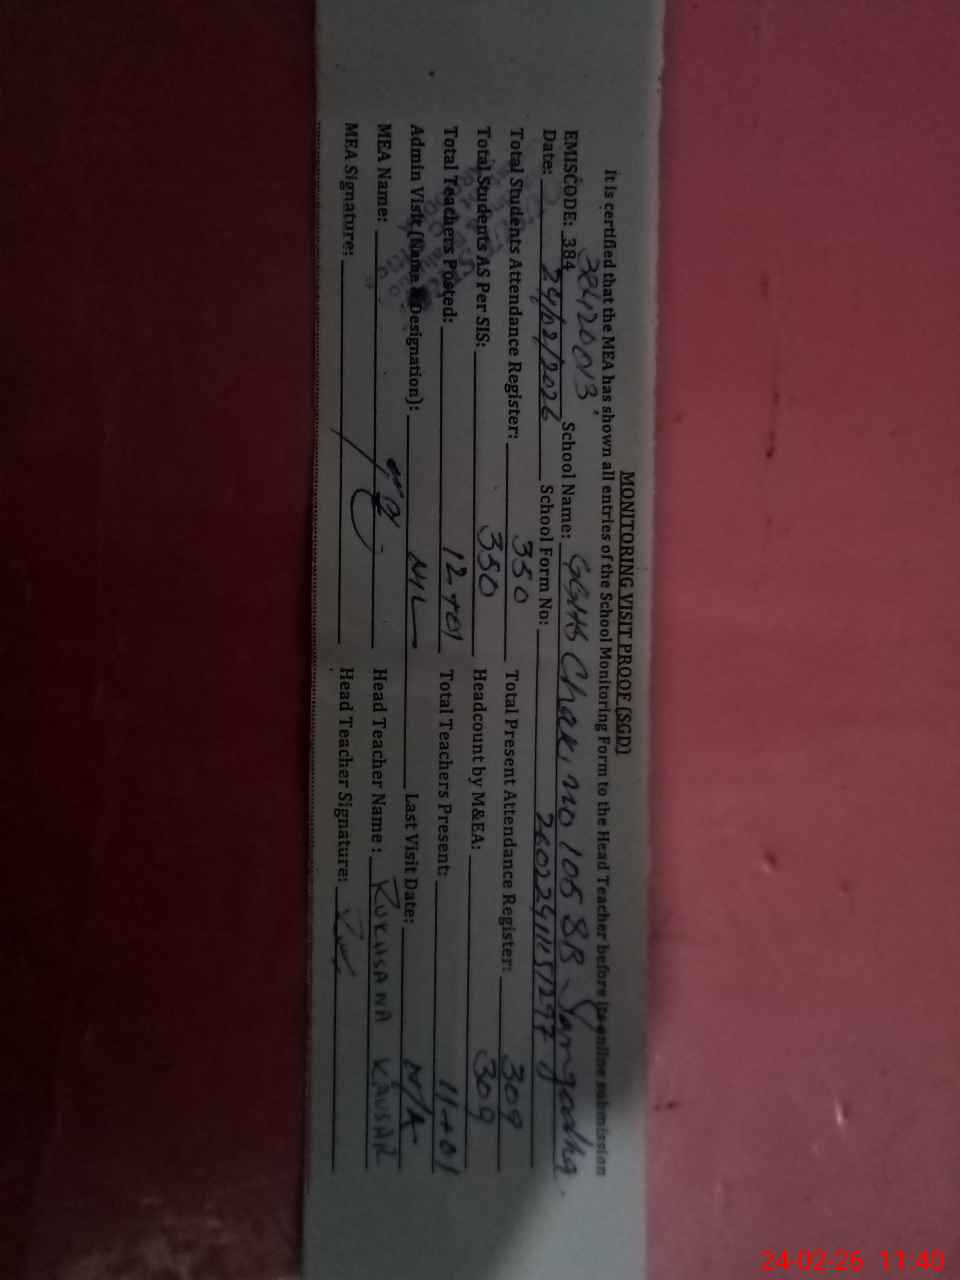 MONITORING VISIT PROOF (SGD)
It is certified that the MEA has shown all entries of the School Monitoring Form to the Head Teacher before its online submission
38420013
EMISCODE: 384 School Name: GGHS Chak no 105 SB Sargodha.
Date: 24/02/2026 School Form No:
Total Students Attendance Register: 350 Total Present Attendance Register: 309
Total Students AS Per SIS: 350 Headcount by M&EA: 309
Total Teachers Posted: 12+01 Total Teachers Present: 11+01
Admin Visit (Name & Designation): NIL Last Visit Date: N/A
MEA Name: Head Teacher Name : RUKHSANA KAUSAR
MEA Signature: Head Teacher Signature:
24-02-26 11:40